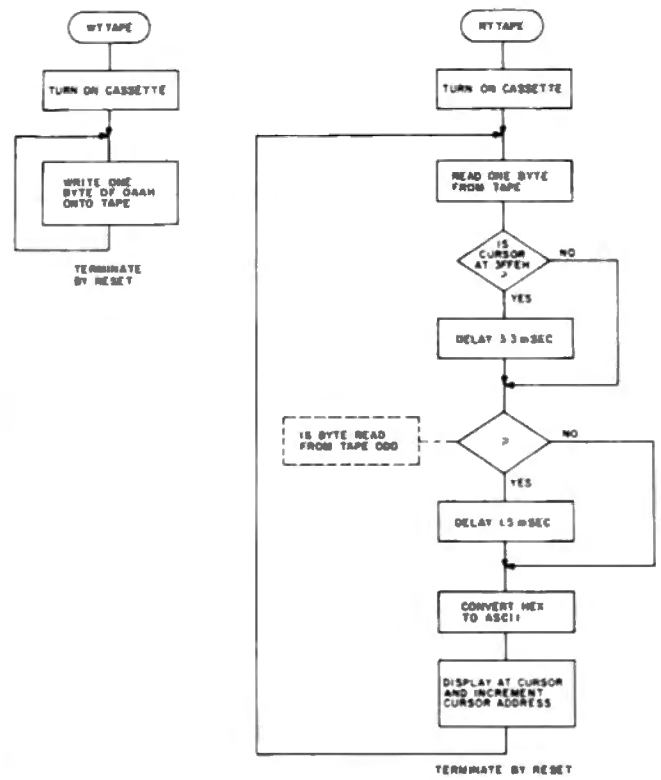 WTTAPE
TURN ON CASSETTE
WRITE ONE
BYTE OF OAAH
ONTO TAPE
TERMINATE
BY RESET
RTTAPE
TURN ON CASSETTE
READ ONE BYTE
FROM TAPE
IS
CURSOR
AT 3FFEH
?
NO
YES
DELAY 3.3 mSEC
IS BYTE READ
FROM TAPE ODD
?
NO
YES
DELAY 1.5 mSEC
CONVERT HEX
TO ASCII
DISPLAY AT CURSOR
AND INCREMENT
CURSOR ADDRESS
TERMINATE BY RESET